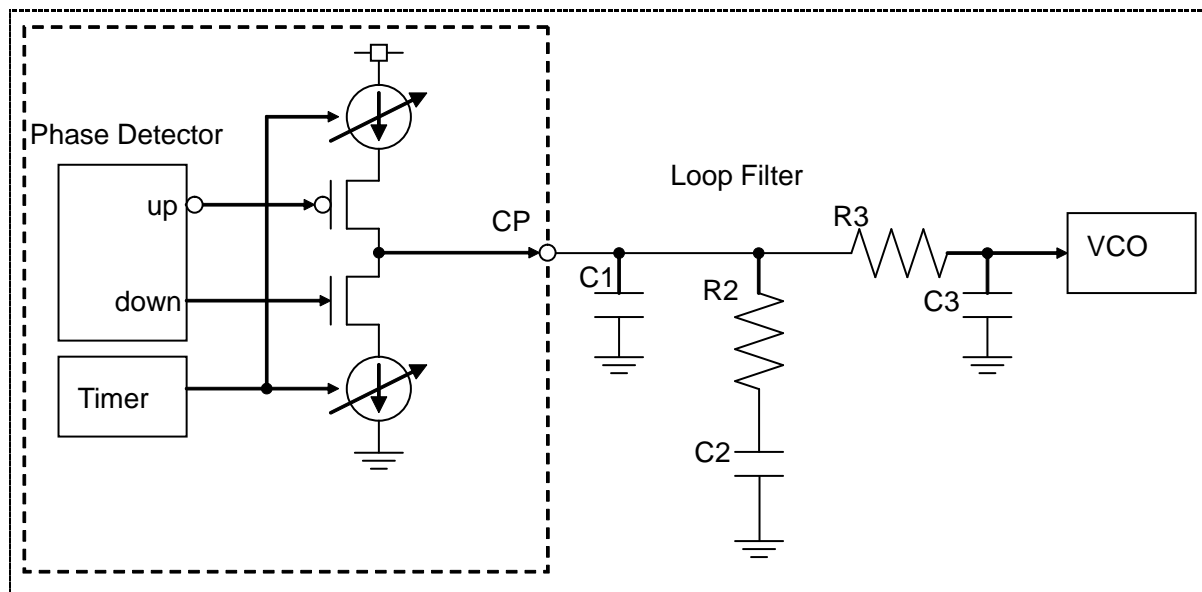 Phase Detector
up
down
Timer
CP
Loop Filter
C1
R2
C2
R3
C3
VCO